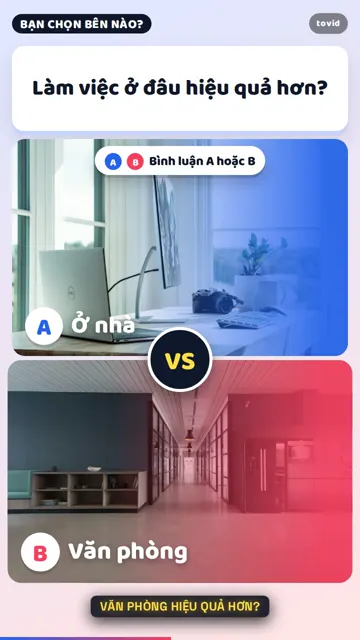 BẠN CHỌN BÊN NÀO?
tovid
Làm việc ở đâu hiệu quả hơn?
A B Bình luận A hoặc B
A Ở nhà
VS
B Văn phòng
VĂN PHÒNG HIỆU QUẢ HƠN?